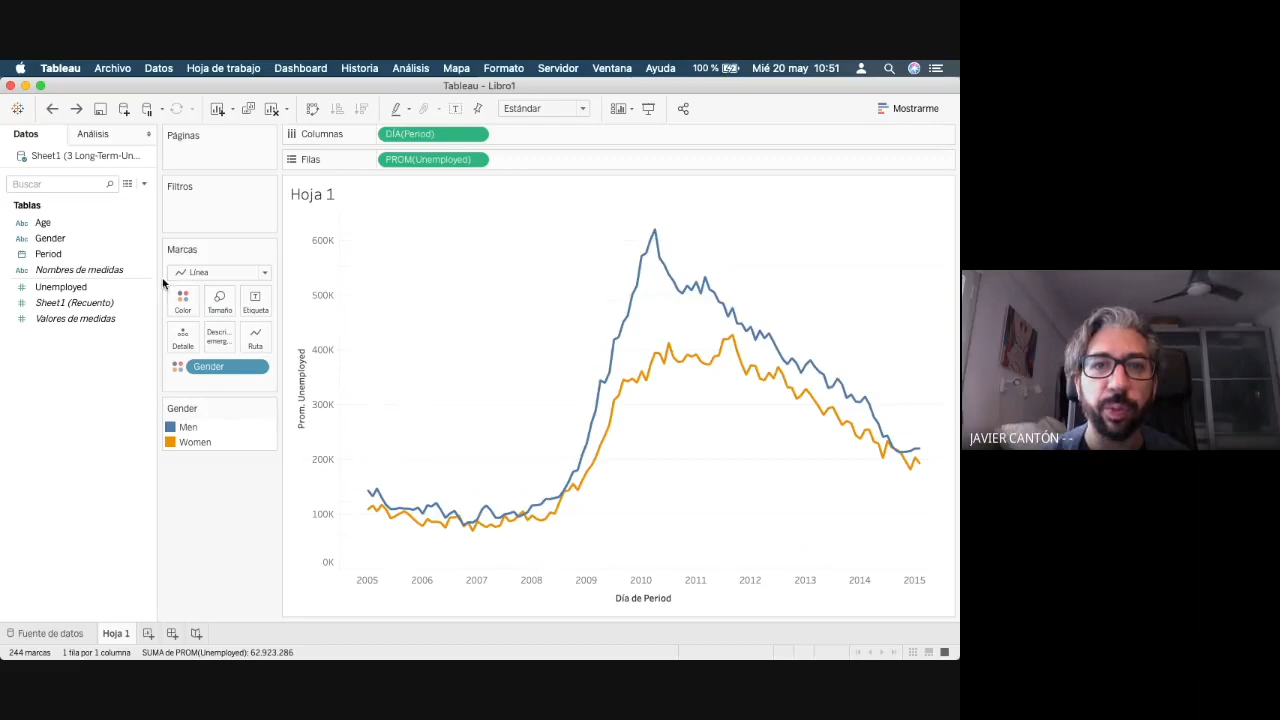 Tableau Archivo Datos Hoja de trabajo Dashboard Historia Análisis Mapa Formato Servidor Ventana Ayuda 100 % Mié 20 may 10:51
Tableau - Libro1
Estándar Mostrarme
Datos Análisis
Sheet1 (3 Long-Term-Un...
Buscar
Tablas
Abc Age
Abc Gender
Period
Abc Nombres de medidas
Unemployed
Sheet1 (Recuento)
Valores de medidas
Páginas
Filtros
Marcas
Línea
Color Tamaño Etiqueta
Detalle Descri... emerg... Ruta
Gender
Gender
Men
Women
Columnas DÍA(Period)
Filas PROM(Unemployed)
Hoja 1
Prom. Unemployed
600K
500K
400K
300K
200K
100K
0K
2005 2006 2007 2008 2009 2010 2011 2012 2013 2014 2015
Día de Period
JAVIER CANTÓN - -
Fuente de datos Hoja 1
244 marcas 1 fila por 1 columna SUMA de PROM(Unemployed): 62.923.286